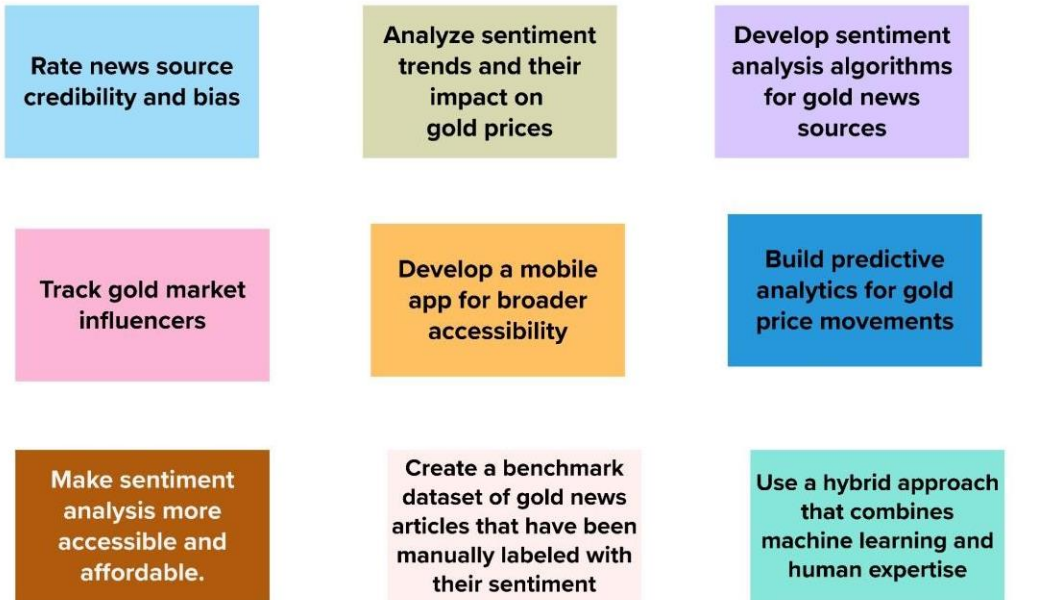 Rate news source
credibility and bias
Analyze sentiment
trends and their
impact on
gold prices
Develop sentiment
analysis algorithms
for gold news
sources
Track gold market
influencers
Develop a mobile
app for broader
accessibility
Build predictive
analytics for gold
price movements
Make sentiment
analysis more
accessible and
affordable.
Create a benchmark
dataset of gold news
articles that have been
manually labeled with
their sentiment
Use a hybrid approach
that combines
machine learning and
human expertise